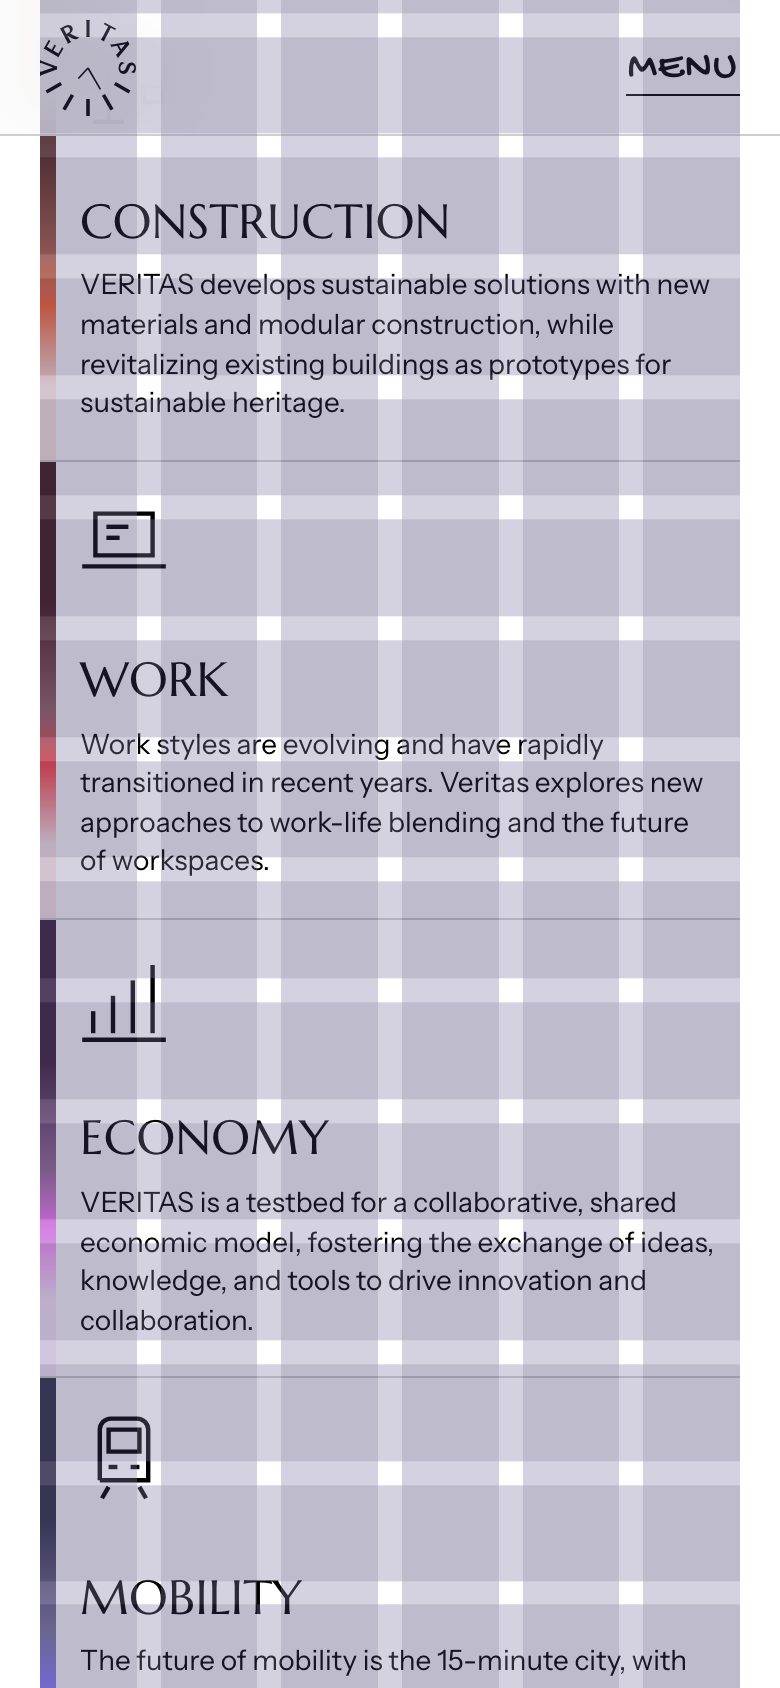 VERITAS
MENU
CONSTRUCTION
VERITAS develops sustainable solutions with new
materials and modular construction, while
revitalizing existing buildings as prototypes for
sustainable heritage.
WORK
Work styles are evolving and have rapidly
transitioned in recent years. Veritas explores new
approaches to work-life blending and the future
of workspaces.
ECONOMY
VERITAS is a testbed for a collaborative, shared
economic model, fostering the exchange of ideas,
knowledge, and tools to drive innovation and
collaboration.
MOBILITY
The future of mobility is the 15-minute city, with